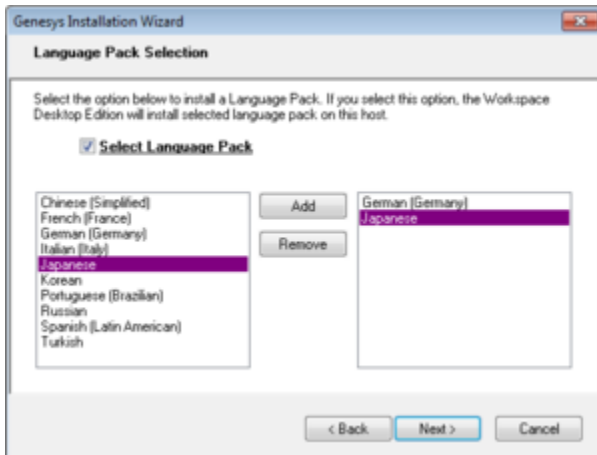 Genesys Installation Wizard
Language Pack Selection
Select the option below to install a Language Pack. If you select this option, the Workspace
Desktop Edition will install selected language pack on this host.
Select Language Pack
Chinese (Simplified)
French (France)
German (Germany)
Italian (Italy)
Japanese
Korean
Portuguese (Brazilian)
Russian
Spanish (Latin American)
Turkish
Add
Remove
German (Germany)
Japanese
< Back
Next >
Cancel